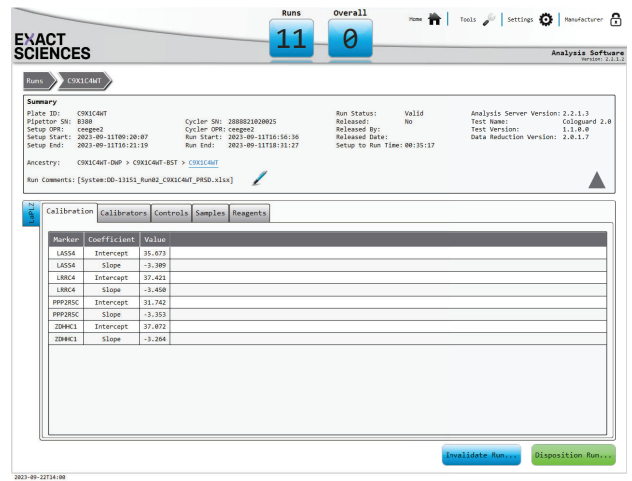 EXACT
SCIENCES
Runs
11
Overall
0
Home
Tools
Settings
Manufacturer
Analysis Software
Version: 2.2.1.2
Runs
C9X1C4WT
Summary
Plate ID: C9X1C4WT
Pipettor SN: B380
Setup OPR: ceegee2
Setup Start: 2023-09-11T09:20:07
Setup End: 2023-09-11T16:21:19
Cycler SN: 2888821020025
Cycler OPR: ceegee2
Run Start: 2023-09-11T16:56:36
Run End: 2023-09-11T18:31:27
Run Status: Valid
Released: No
Released By:
Released Date:
Setup to Run Time: 00:35:17
Analysis Server Version: 2.2.1.3
Test Name: Cologuard 2.0
Test Version: 1.1.0.0
Data Reduction Version: 2.0.1.7
Ancestry: C9X1C4WT-DWP > C9X1C4WT-BST > C9X1C4WT
Run Comments: [System:DD-13151_Run02_C9X1C4WT_PRSD.xlsx]
LaPLZ
Calibration Calibrators Controls Samples Reagents
Marker Coefficient Value
LASS4 Intercept 35.673
LASS4 Slope -3.309
LRRC4 Intercept 37.421
LRRC4 Slope -3.450
PPP2R5C Intercept 31.742
PPP2R5C Slope -3.353
ZDHHC1 Intercept 37.072
ZDHHC1 Slope -3.264
Invalidate Run...
Disposition Run...
2023-09-22T14:00